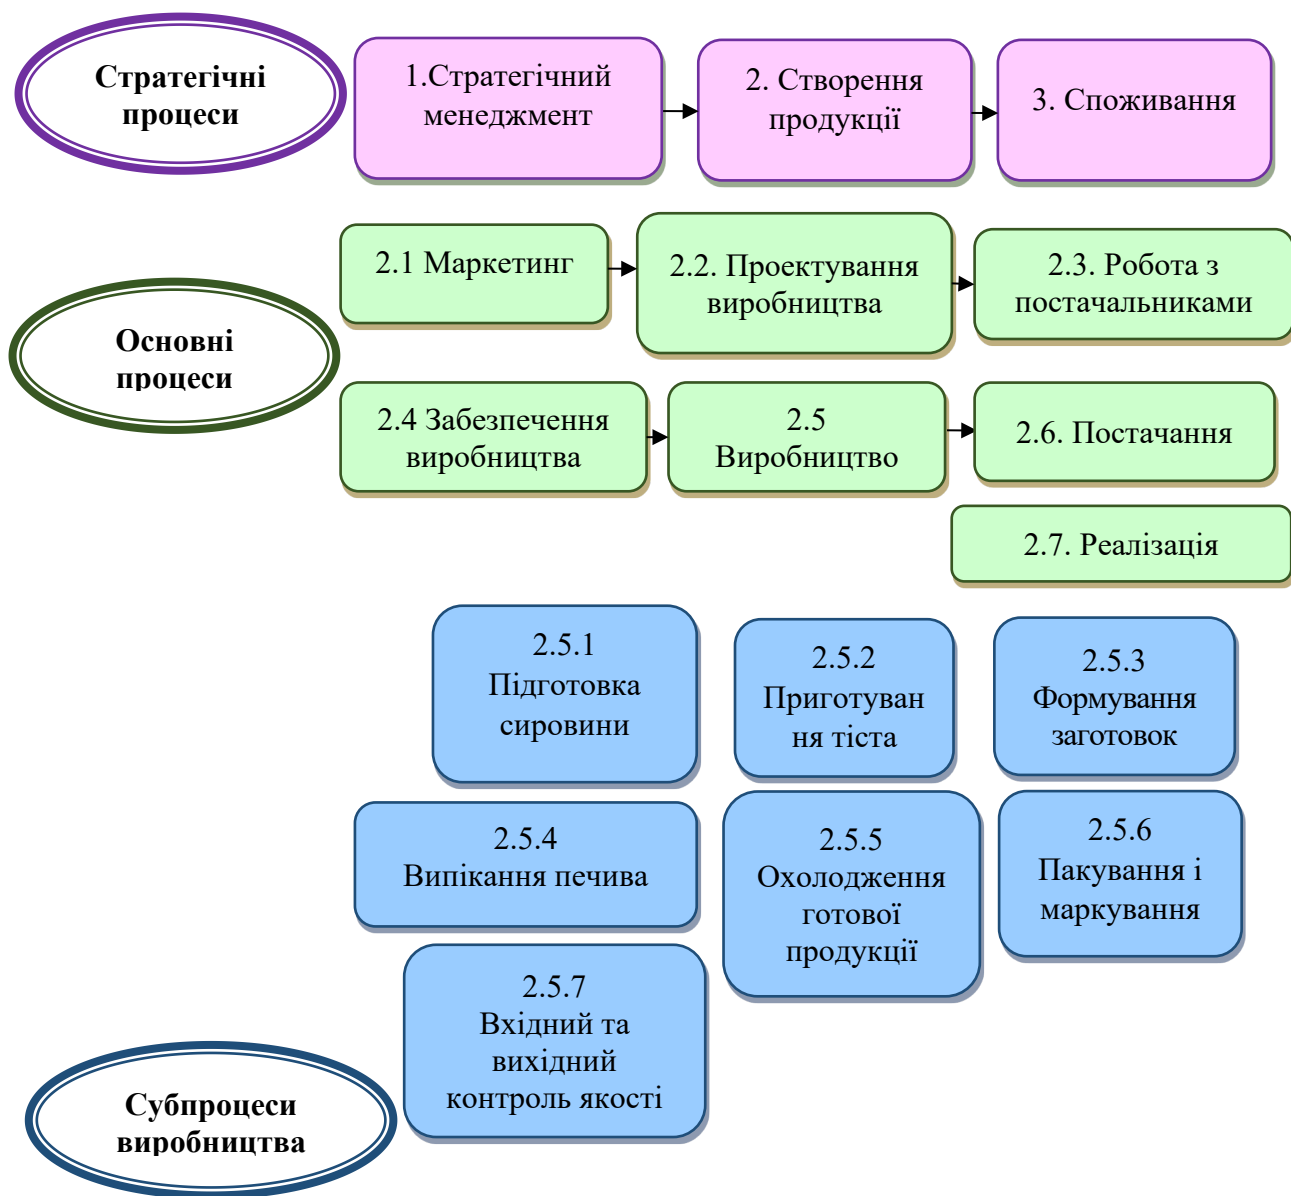 Стратегічні
процеси
1.Стратегічний
менеджмент
2. Створення
продукції
3. Споживання
Основні
процеси
2.1 Маркетинг
2.2. Проектування
виробництва
2.3. Робота з
постачальниками
2.4 Забезпечення
виробництва
2.5
Виробництво
2.6. Постачання
2.7. Реалізація
2.5.1
Підготовка
сировини
2.5.2
Приготуван
ня тіста
2.5.3
Формування
заготовок
2.5.4
Випікання печива
2.5.5
Охолодження
готової
продукції
2.5.6
Пакування і
маркування
2.5.7
Вхідний та
вихідний
контроль якості
Субпроцеси
виробництва